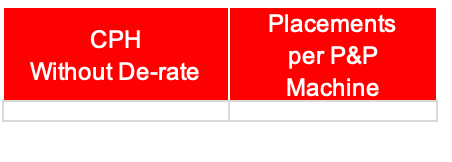 CPH
Without De-rate
Placements
per P&P
Machine